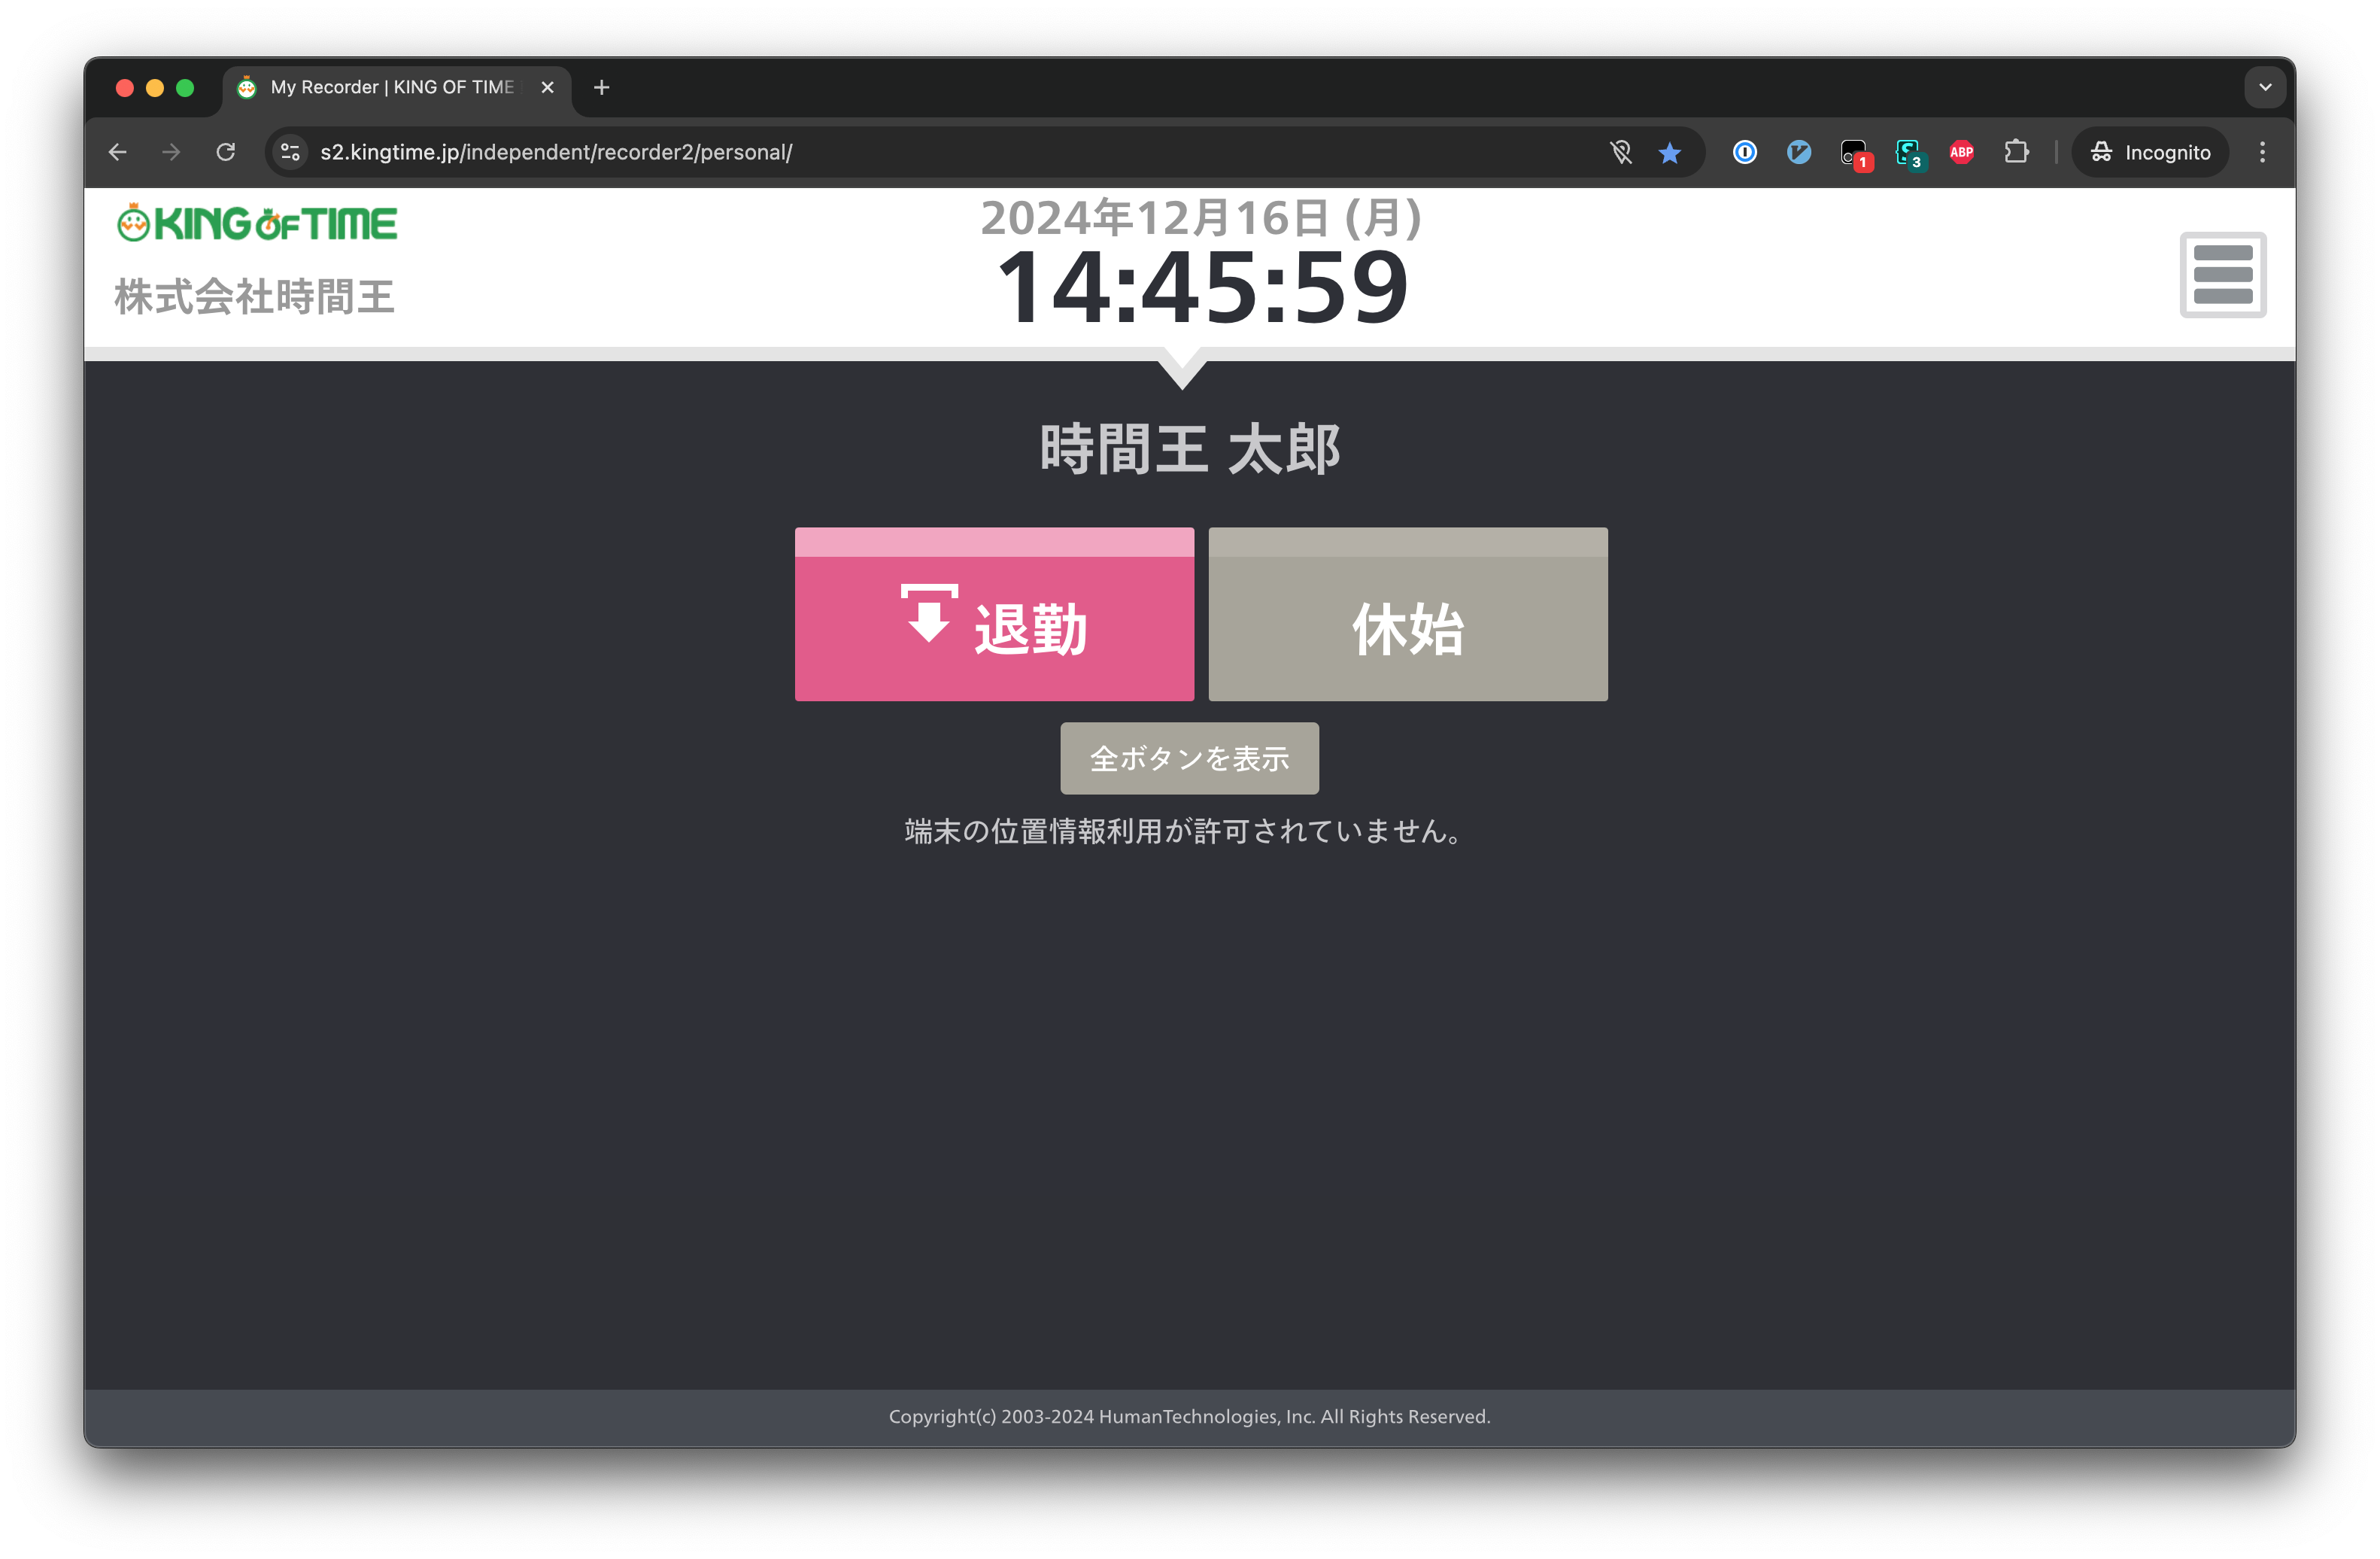 My Recorder | KING OF TIME
s2.kingtime.jp/independent/recorder2/personal/
1
3
ABP
Incognito
KING OF TIME
株式会社時間王
2024年12月16日 (月)
14:45:59
時間王 太郎
退勤
休始
全ボタンを表示
端末の位置情報利用が許可されていません。
Copyright(c) 2003-2024 HumanTechnologies, Inc. All Rights Reserved.